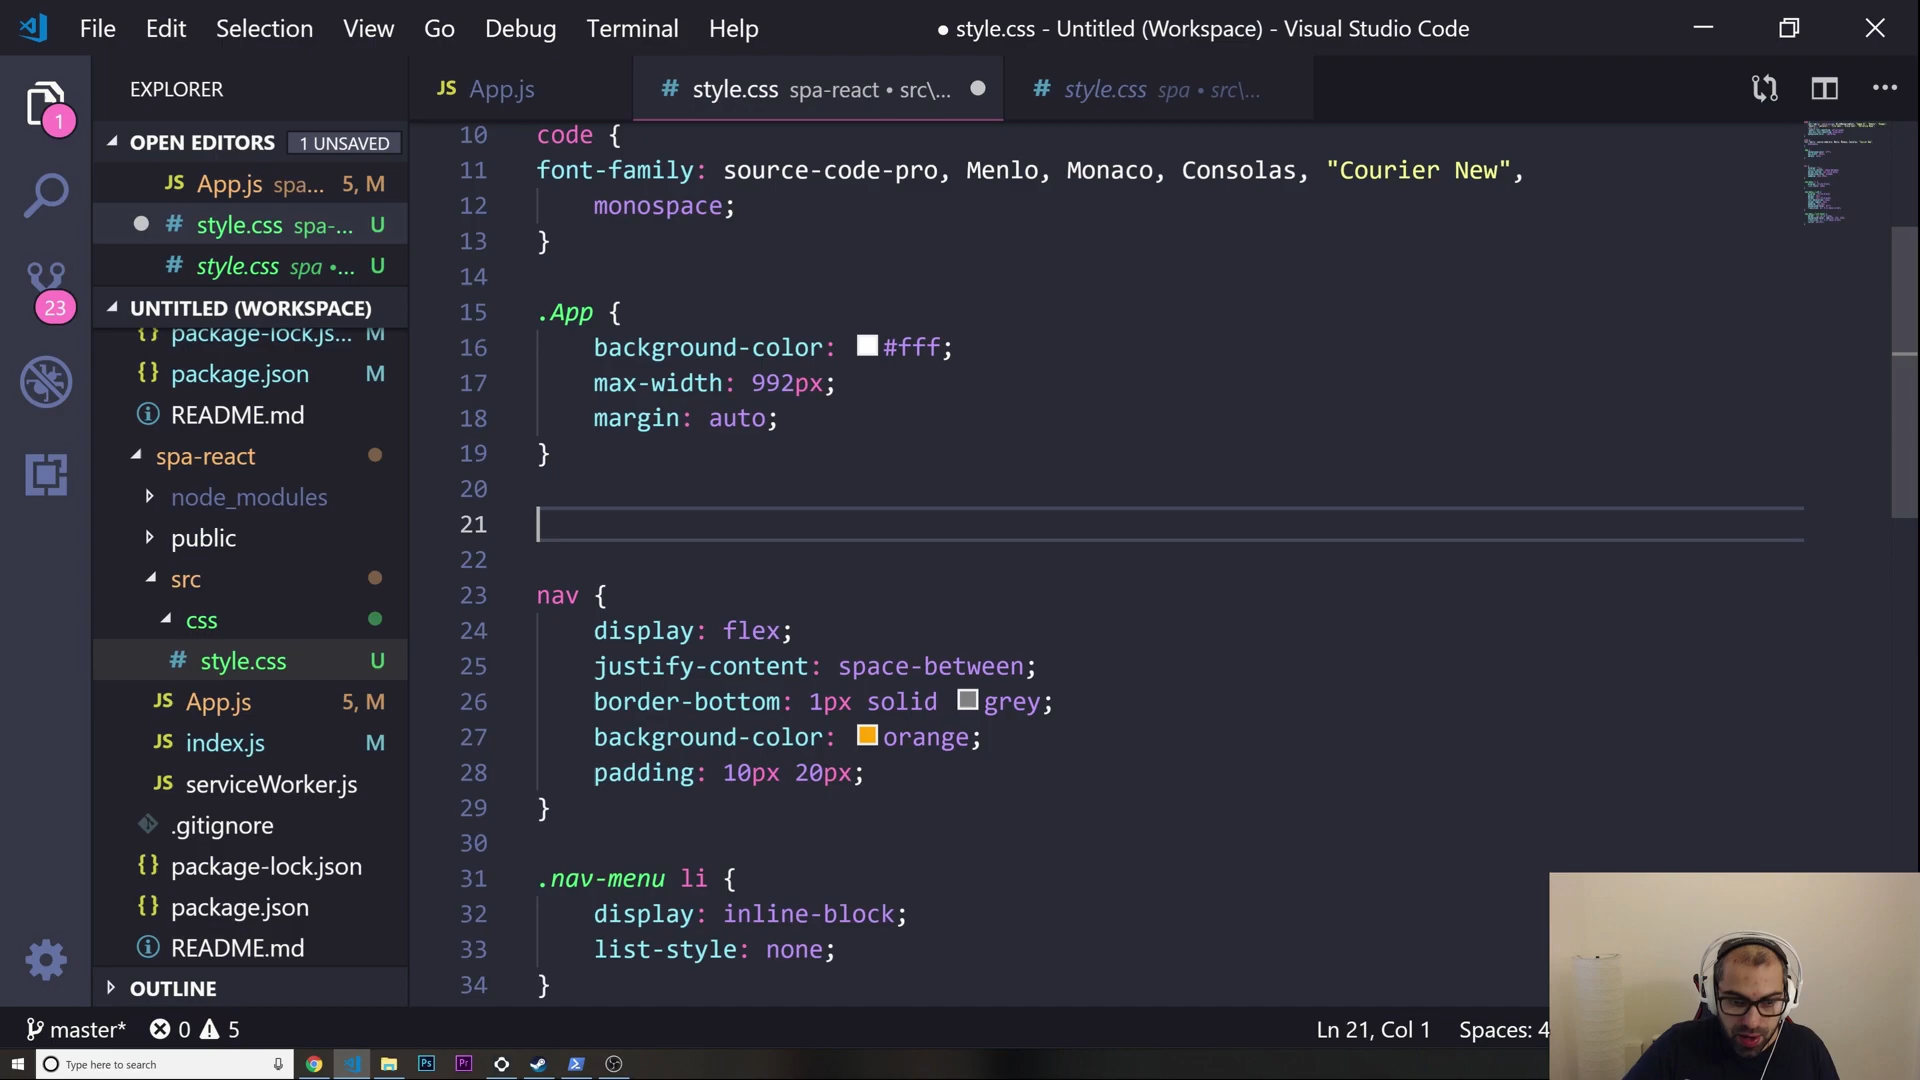 File Edit Selection View Go Debug Terminal Help ● style.css - Untitled (Workspace) - Visual Studio Code
EXPLORER
1
OPEN EDITORS 1 UNSAVED
JS App.js spa... 5, M
# style.css spa-... U
# style.css spa •... U
23
UNTITLED (WORKSPACE)
{} package-lock.js... M
{} package.json M
README.md
spa-react
node_modules
public
src
css
# style.css U
JS App.js 5, M
JS index.js M
JS serviceWorker.js
.gitignore
{} package-lock.json
{} package.json
README.md
OUTLINE
JS App.js # style.css spa-react • src\... # style.css spa • src\...
10 code {
11 font-family: source-code-pro, Menlo, Monaco, Consolas, "Courier New",
12 monospace;
13 }
14
15 .App {
16 background-color: #fff;
17 max-width: 992px;
18 margin: auto;
19 }
20
21
22
23 nav {
24 display: flex;
25 justify-content: space-between;
26 border-bottom: 1px solid grey;
27 background-color: orange;
28 padding: 10px 20px;
29 }
30
31 .nav-menu li {
32 display: inline-block;
33 list-style: none;
34 }
master* 0 5 Ln 21, Col 1 Spaces: 4
Type here to search Ps Pr